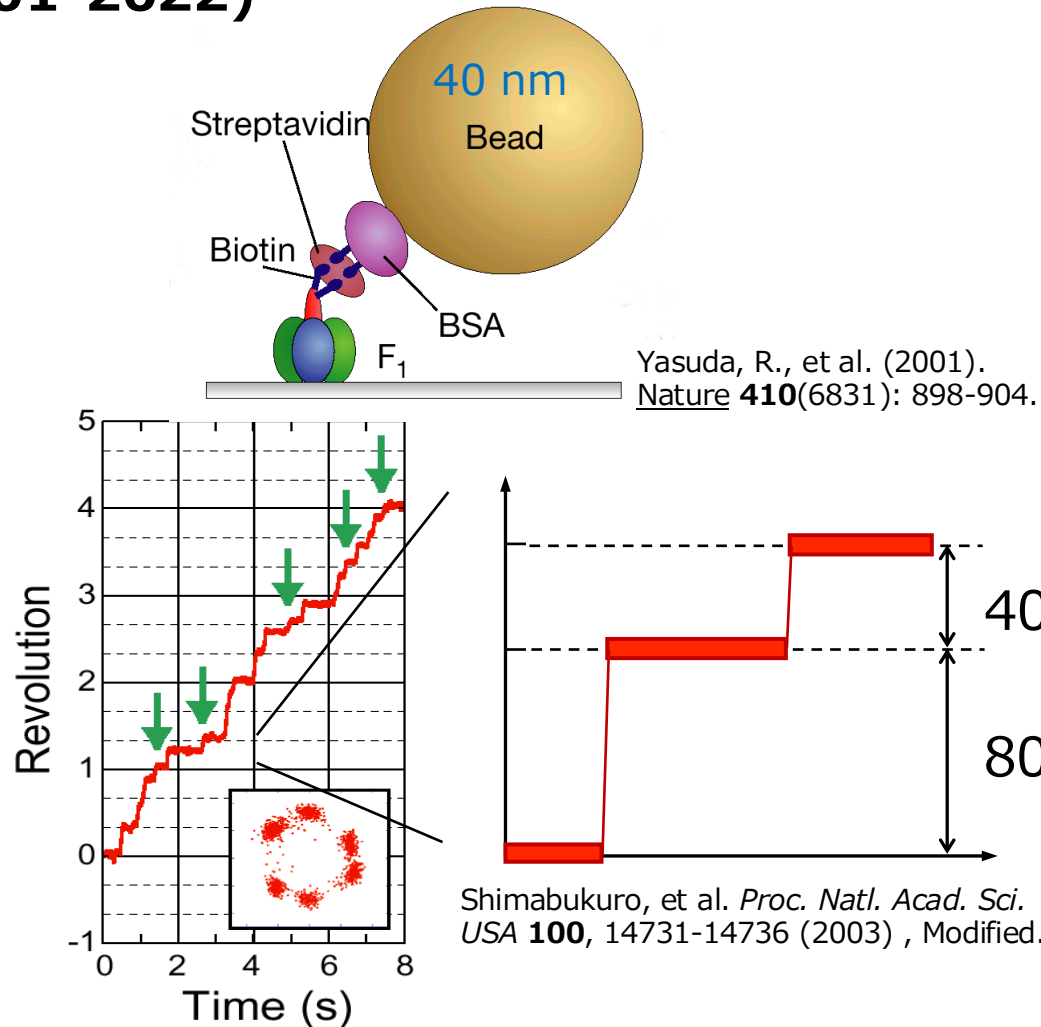 01-2022)
40 nm
Bead
Streptavidin
Biotin
BSA
F₁
Yasuda, R., et al. (2001).
Nature 410(6831): 898-904.
5
4
3
2
1
0
-1
Revolution
0 2 4 6 8
Time (s)
40
80
Shimabukuro, et al. Proc. Natl. Acad. Sci.
USA 100, 14731-14736 (2003) , Modified.